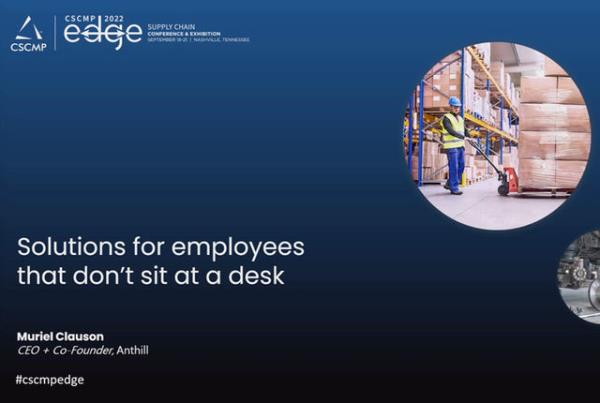 CSCMP
CSCMP 2022
edge
SUPPLY CHAIN
CONFERENCE & EXHIBITION
SEPTEMBER 18-21 | NASHVILLE, TENNESSEE
Solutions for employees
that don't sit at a desk
Muriel Clauson
CEO + Co-Founder, Anthill
#cscmpedge